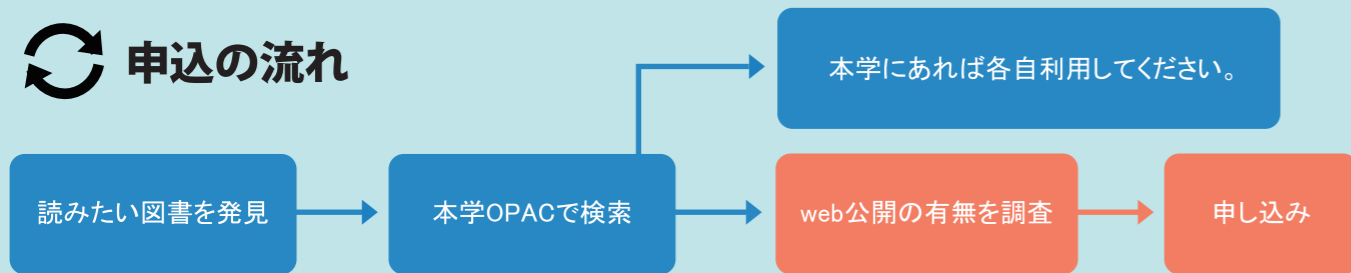 申込の流れ
本学にあれば各自利用してください。
読みたい図書を発見
本学OPACで検索
web公開の有無を調査
申し込み